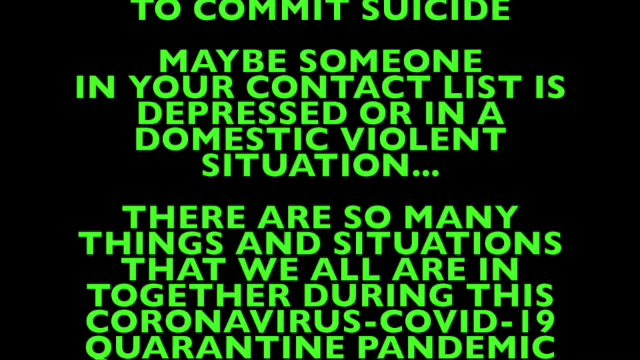 TO COMMIT SUICIDE
MAYBE SOMEONE
IN YOUR CONTACT LIST IS
DEPRESSED OR IN A
DOMESTIC VIOLENT
SITUATION...
THERE ARE SO MANY
THINGS AND SITUATIONS
THAT WE ALL ARE IN
TOGETHER DURING THIS
CORONAVIRUS-COVID-19
QUARANTINE PANDEMIC